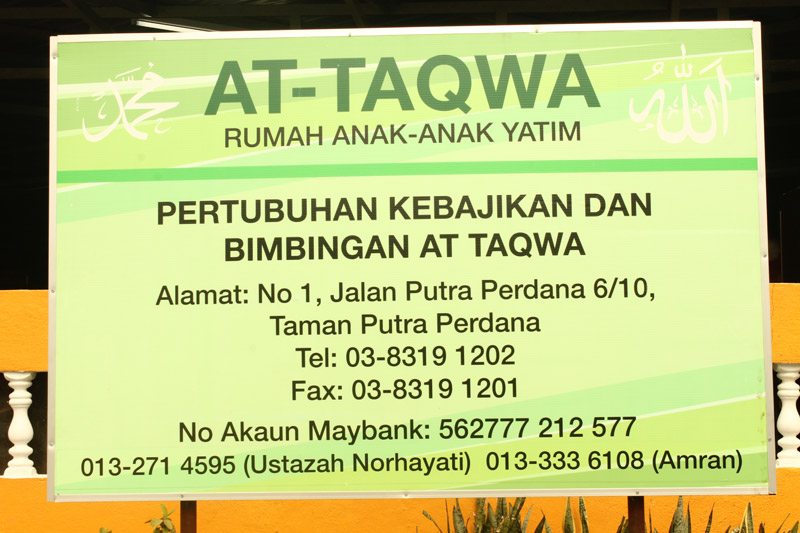 محمد
AT-TAQWA
الله
RUMAH ANAK-ANAK YATIM
PERTUBUHAN KEBAJIKAN DAN
BIMBINGAN AT TAQWA
Alamat: No 1, Jalan Putra Perdana 6/10,
Taman Putra Perdana
Tel: 03-8319 1202
Fax: 03-8319 1201
No Akaun Maybank: 562777 212 577
013-271 4595 (Ustazah Norhayati) 013-333 6108 (Amran)